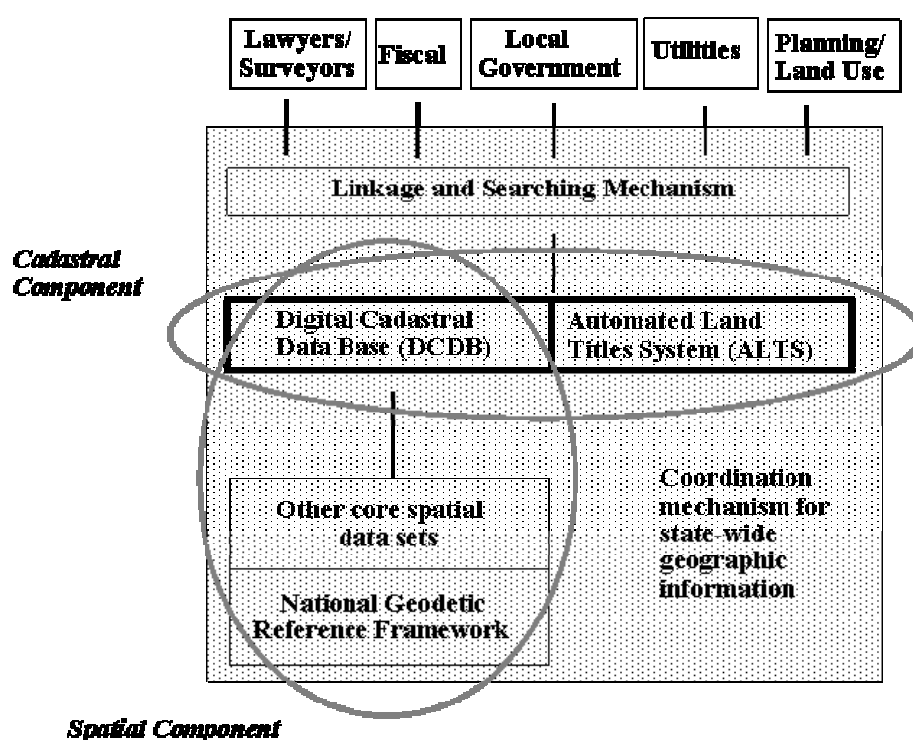 Lawyers/
Surveyors
Fiscal
Local
Government
Utilities
Planning/
Land Use
Linkage and Searching Mechanism
Cadastral
Component
Digital Cadastral
Data Base (DCDB)
Automated Land
Titles System (ALTS)
Other core spatial
data sets
National Geodetic
Reference Framework
Coordination
mechanism for
state-wide
geographic
information
Spatial Component